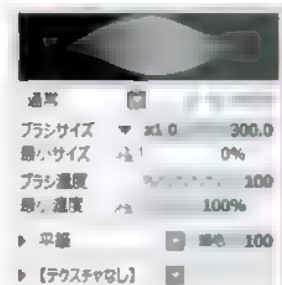 通常
ブラシサイズ ▼ x1.0 300.0
最小サイズ 0%
ブラシ濃度 100
最小濃度 100%
▶ 平筆 100
▶ 【テクスチャなし】